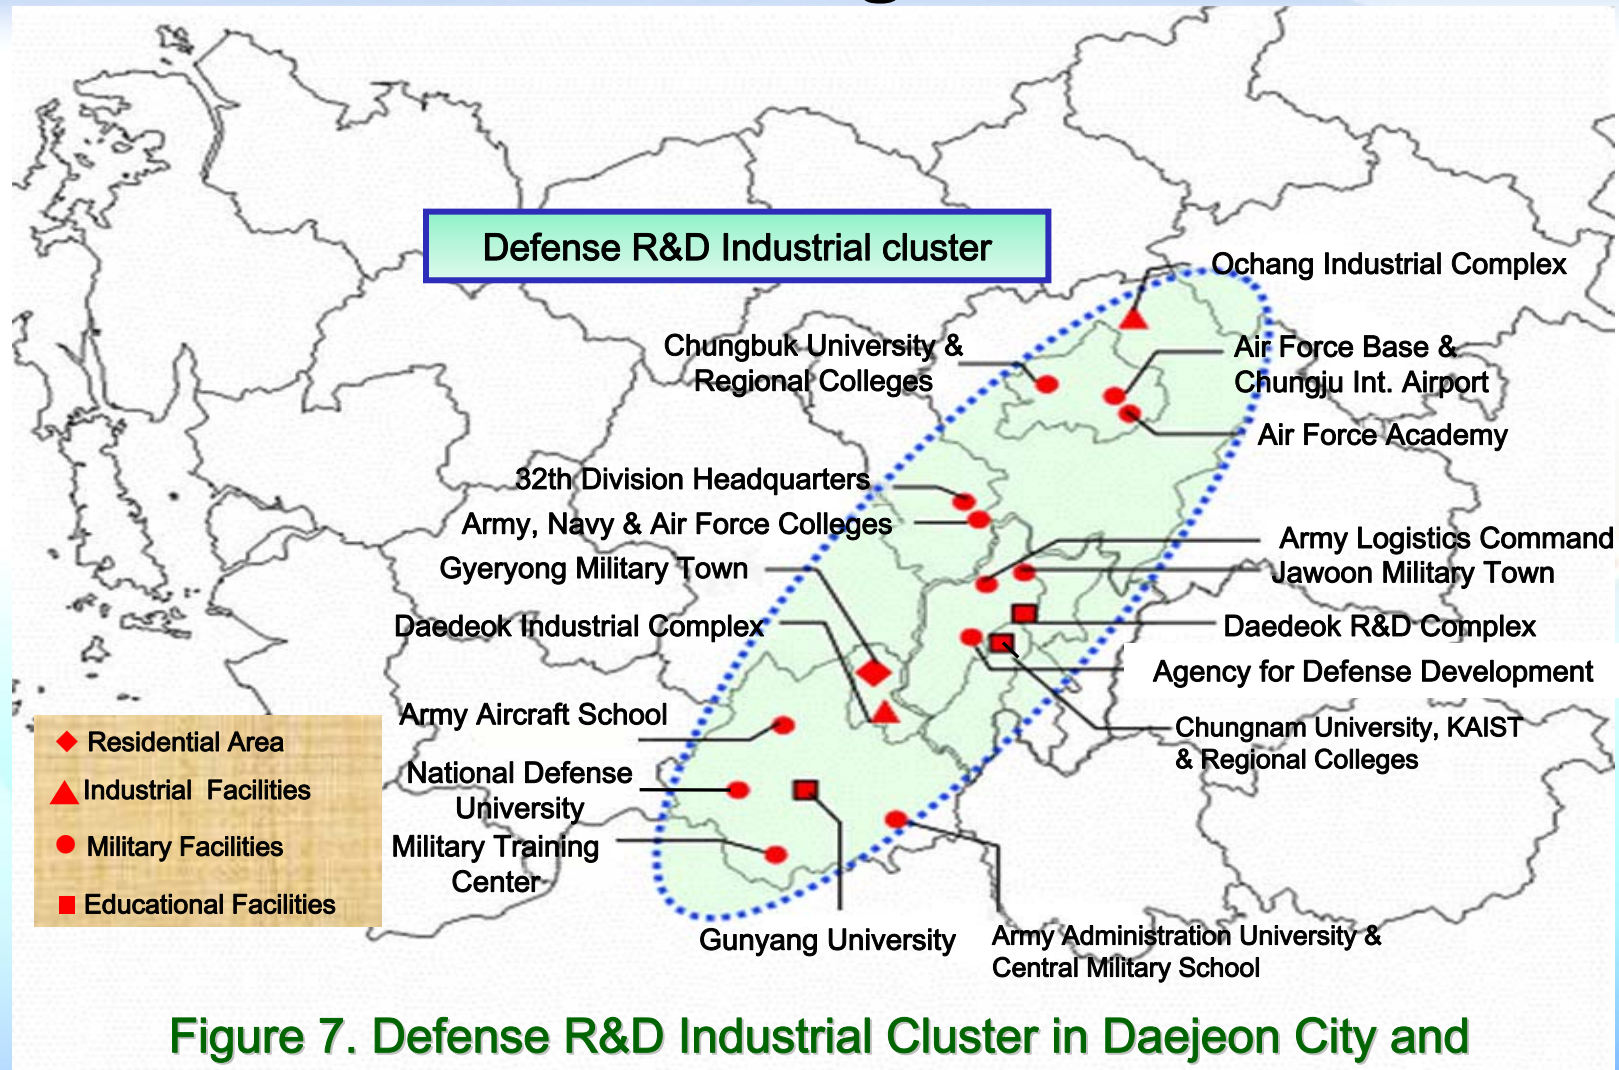 Defense R&D Industrial cluster
Ochang Industrial Complex
Chungbuk University &
Regional Colleges
Air Force Base &
Chungju Int. Airport
Air Force Academy
32th Division Headquarters
Army, Navy & Air Force Colleges
Gyeryong Military Town
Army Logistics Command
Jawoon Military Town
Daedeok Industrial Complex
Daedeok R&D Complex
Agency for Defense Development
Army Aircraft School
Chungnam University, KAIST
& Regional Colleges
Residential Area
Industrial Facilities
Military Facilities
Educational Facilities
National Defense
University
Military Training
Center
Gunyang University
Army Administration University &
Central Military School
Figure 7. Defense R&D Industrial Cluster in Daejeon City and